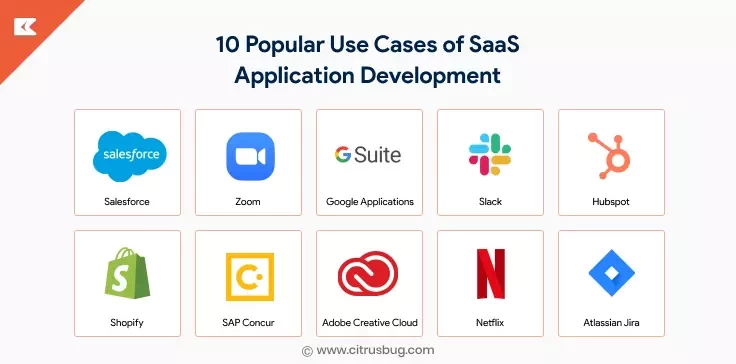 10 Popular Use Cases of SaaS
Application Development
salesforce
G Suite
Salesforce
Zoom
Google Applications
Slack
Hubspot
S
C
N
Shopify
SAP Concur
Adobe Creative Cloud
Netflix
Atlassian Jira
© www.citrusbug.com